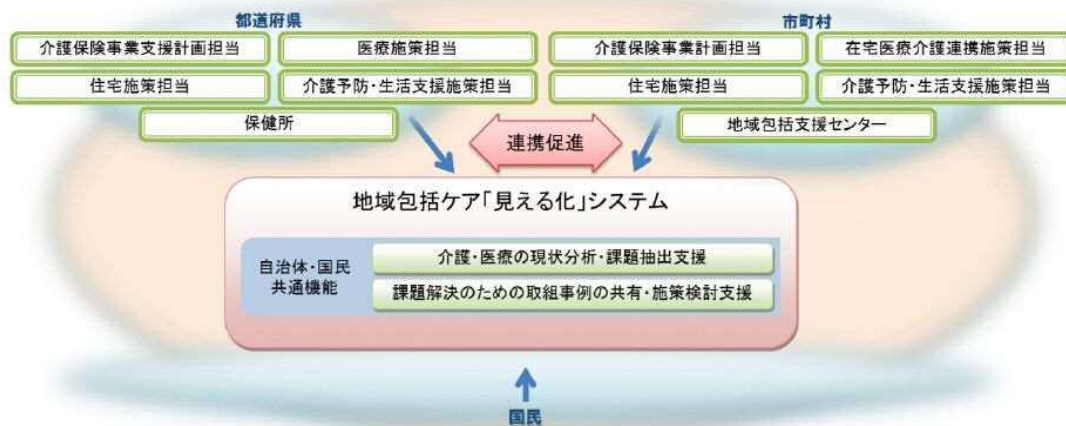 都道府県
市町村
介護保険事業支援計画担当
医療施策担当
介護保険事業計画担当
在宅医療介護連携施策担当
住宅施策担当
介護予防・生活支援施策担当
住宅施策担当
介護予防・生活支援施策担当
保健所
連携促進
地域包括支援センター
地域包括ケア「見える化」システム
自治体・国民
共通機能
介護・医療の現状分析・課題抽出支援
課題解決のための取組事例の共有・施策検討支援
国民